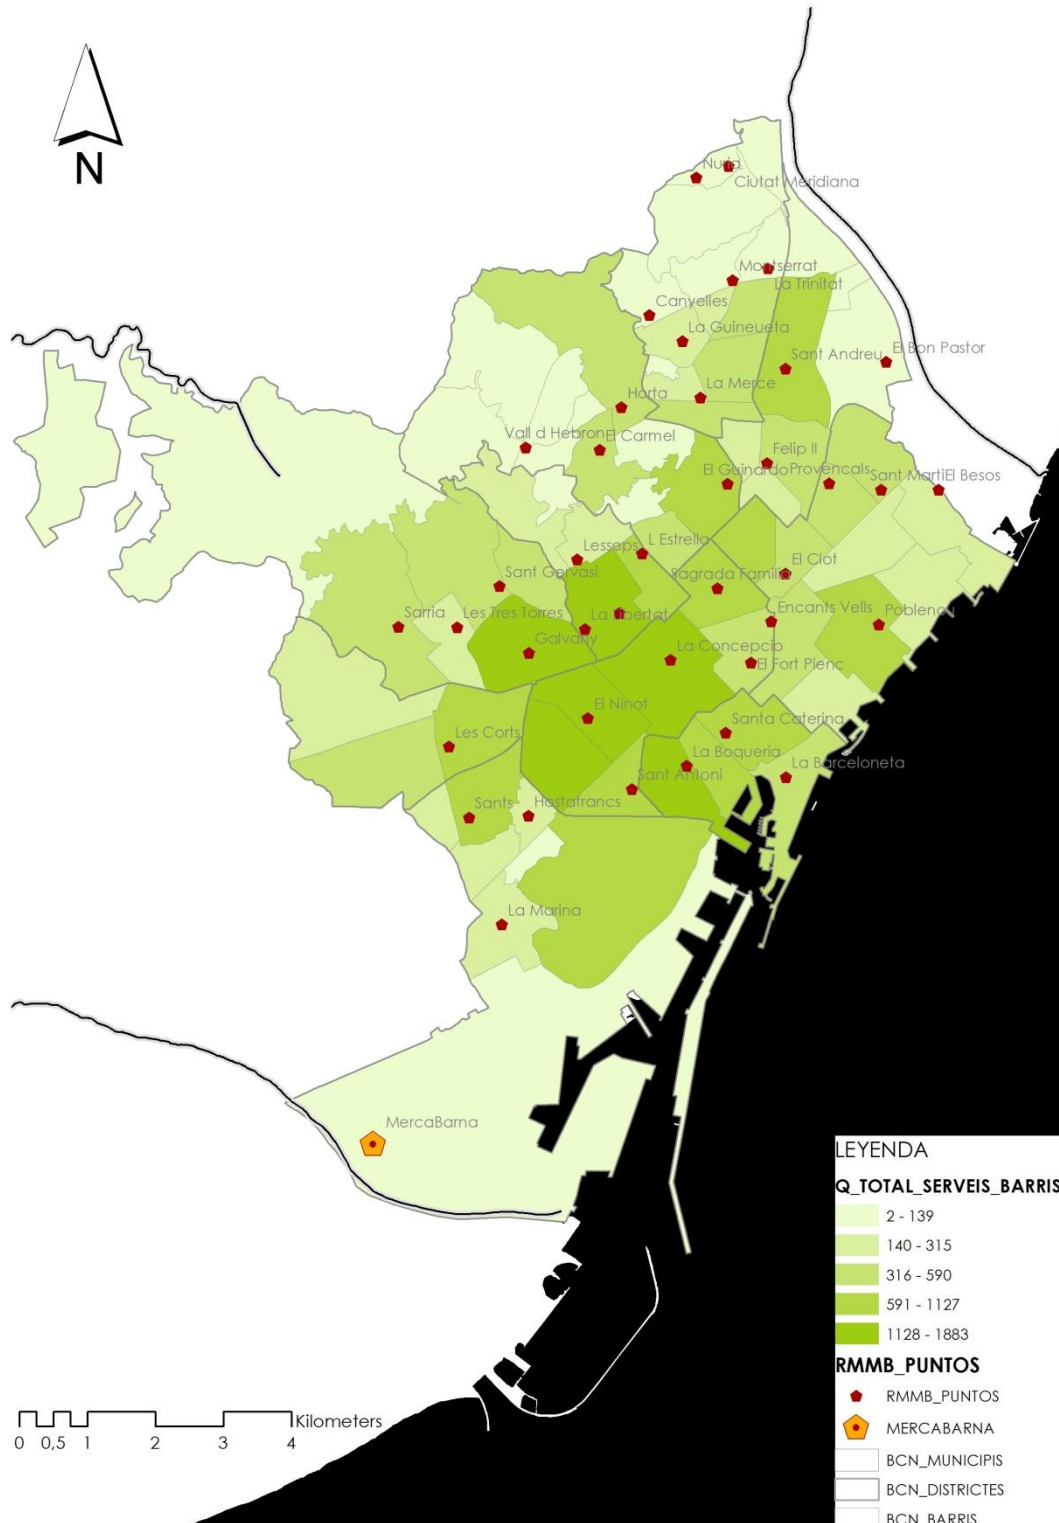 N
Nuria
Ciutat Meridiana
Montserrat
La Trinitat
Canyelles
La Guineueta
Sant Andreu
El Bon Pastor
La Merce
Horta
Vall d Hebron
El Carmel
Felip II
El Guinardo
Provencals
Sant Marti
El Besos
L Estrella
Lesseps
El Clot
Sagrada Familia
Sant Gervasi
Sarria
Les Tres Torres
La Libertat
Encants Vells
Poblenou
Galvany
La Concepcio
El Fort Pienc
El Ninot
Santa Caterina
Les Corts
La Boqueria
La Barceloneta
Sant Antoni
Sants
Hostafrancs
La Marina
MercaBarna
LEYENDA
Q_TOTAL_SERVEIS_BARRIS
2 - 139
140 - 315
316 - 590
591 - 1127
1128 - 1883
RMMB_PUNTOS
RMMB_PUNTOS
MERCABARNA
BCN_MUNICIPIS
BCN_DISTRICTES
BCN_BARRIS
Kilometers
0 0,5 1 2 3 4